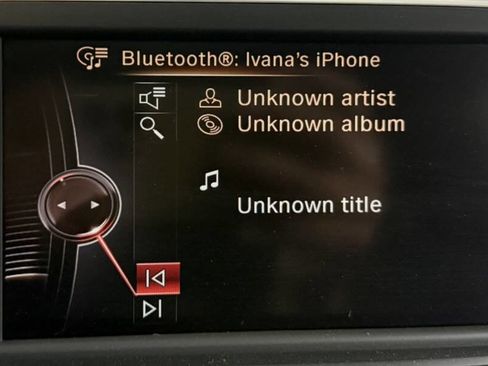 Bluetooth®: Ivana's iPhone
Unknown artist
Unknown album
Unknown title